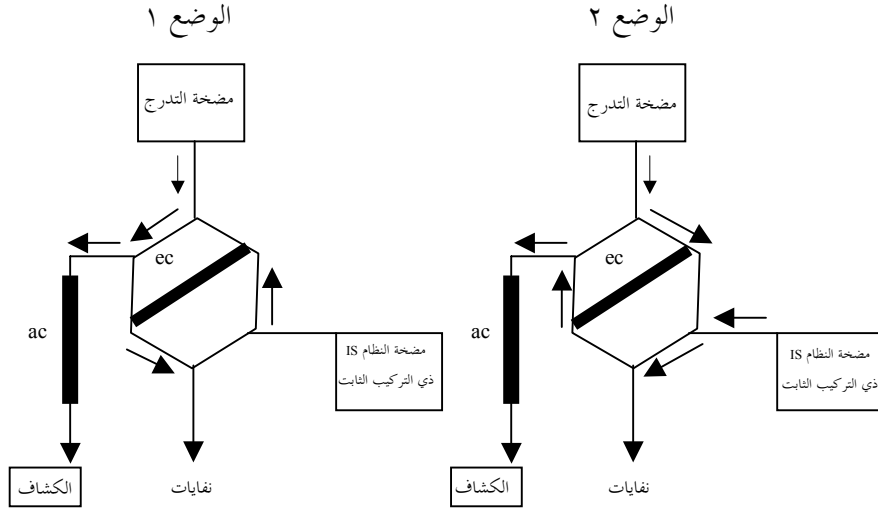 الوضع ١
الوضع ٢
مضخة التدرج
مضخة التدرج
ec
ec
ac
ac
مضخة النظام IS
ذي التركيب الثابت
مضخة النظام IS
ذي التركيب الثابت
الكشاف
نفايات
الكشاف
نفايات